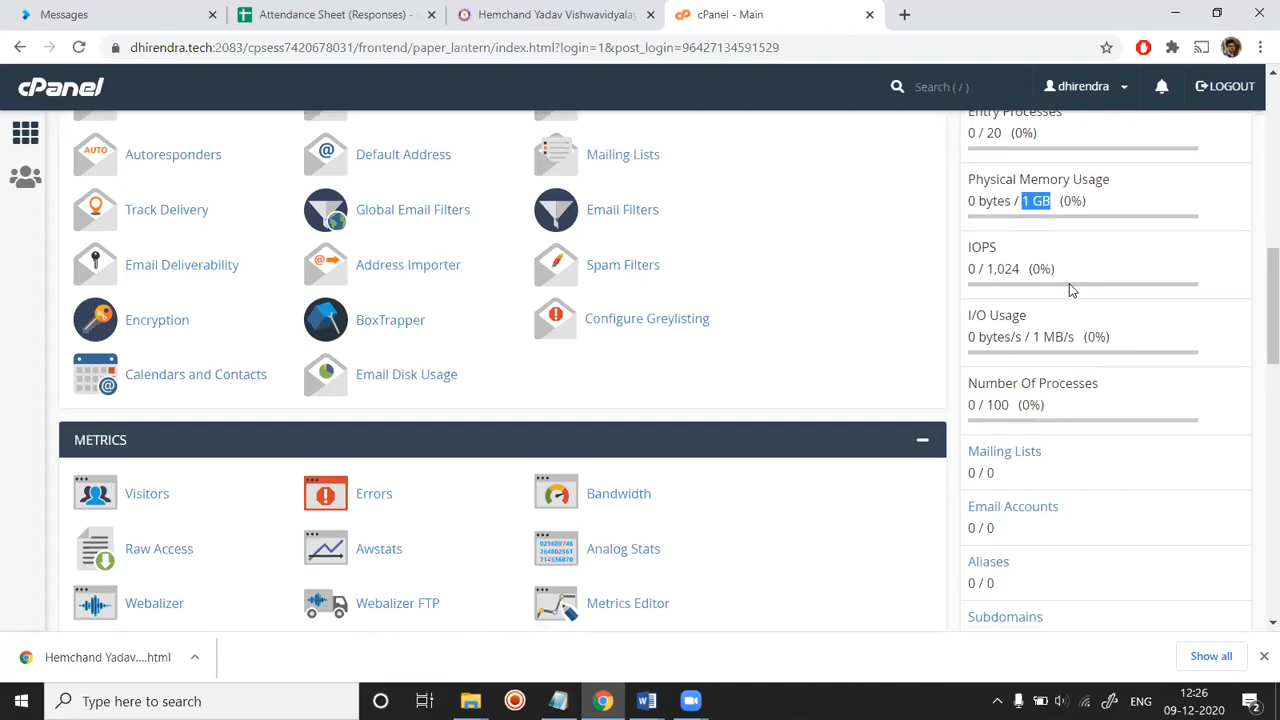 Messages
Attendance Sheet (Responses) -
Hemchand Yadav Vishwavidyalay
cPanel - Main
dhirendra.tech:2083/cpsess7420678031/frontend/paper_lantern/index.html?login=1&post_login=96427134591529
cPanel
Search ( / )
dhirendra
LOGOUT
AUTO
Autoresponders
Default Address
Mailing Lists
Track Delivery
Global Email Filters
Email Filters
Email Deliverability
Address Importer
Spam Filters
Encryption
BoxTrapper
Configure Greylisting
Calendars and Contacts
Email Disk Usage
METRICS
Visitors
Errors
Bandwidth
Raw Access
Awstats
Analog Stats
Webalizer
Webalizer FTP
Metrics Editor
Entry Processes
0 / 20 (0%)
Physical Memory Usage
0 bytes / 1 GB (0%)
IOPS
0 / 1,024 (0%)
I/O Usage
0 bytes/s / 1 MB/s (0%)
Number Of Processes
0 / 100 (0%)
Mailing Lists
0 / 0
Email Accounts
0 / 0
Aliases
0 / 0
Subdomains
Hemchand Yadav....html
Show all
Type here to search
ENG
12:26
09-12-2020
2